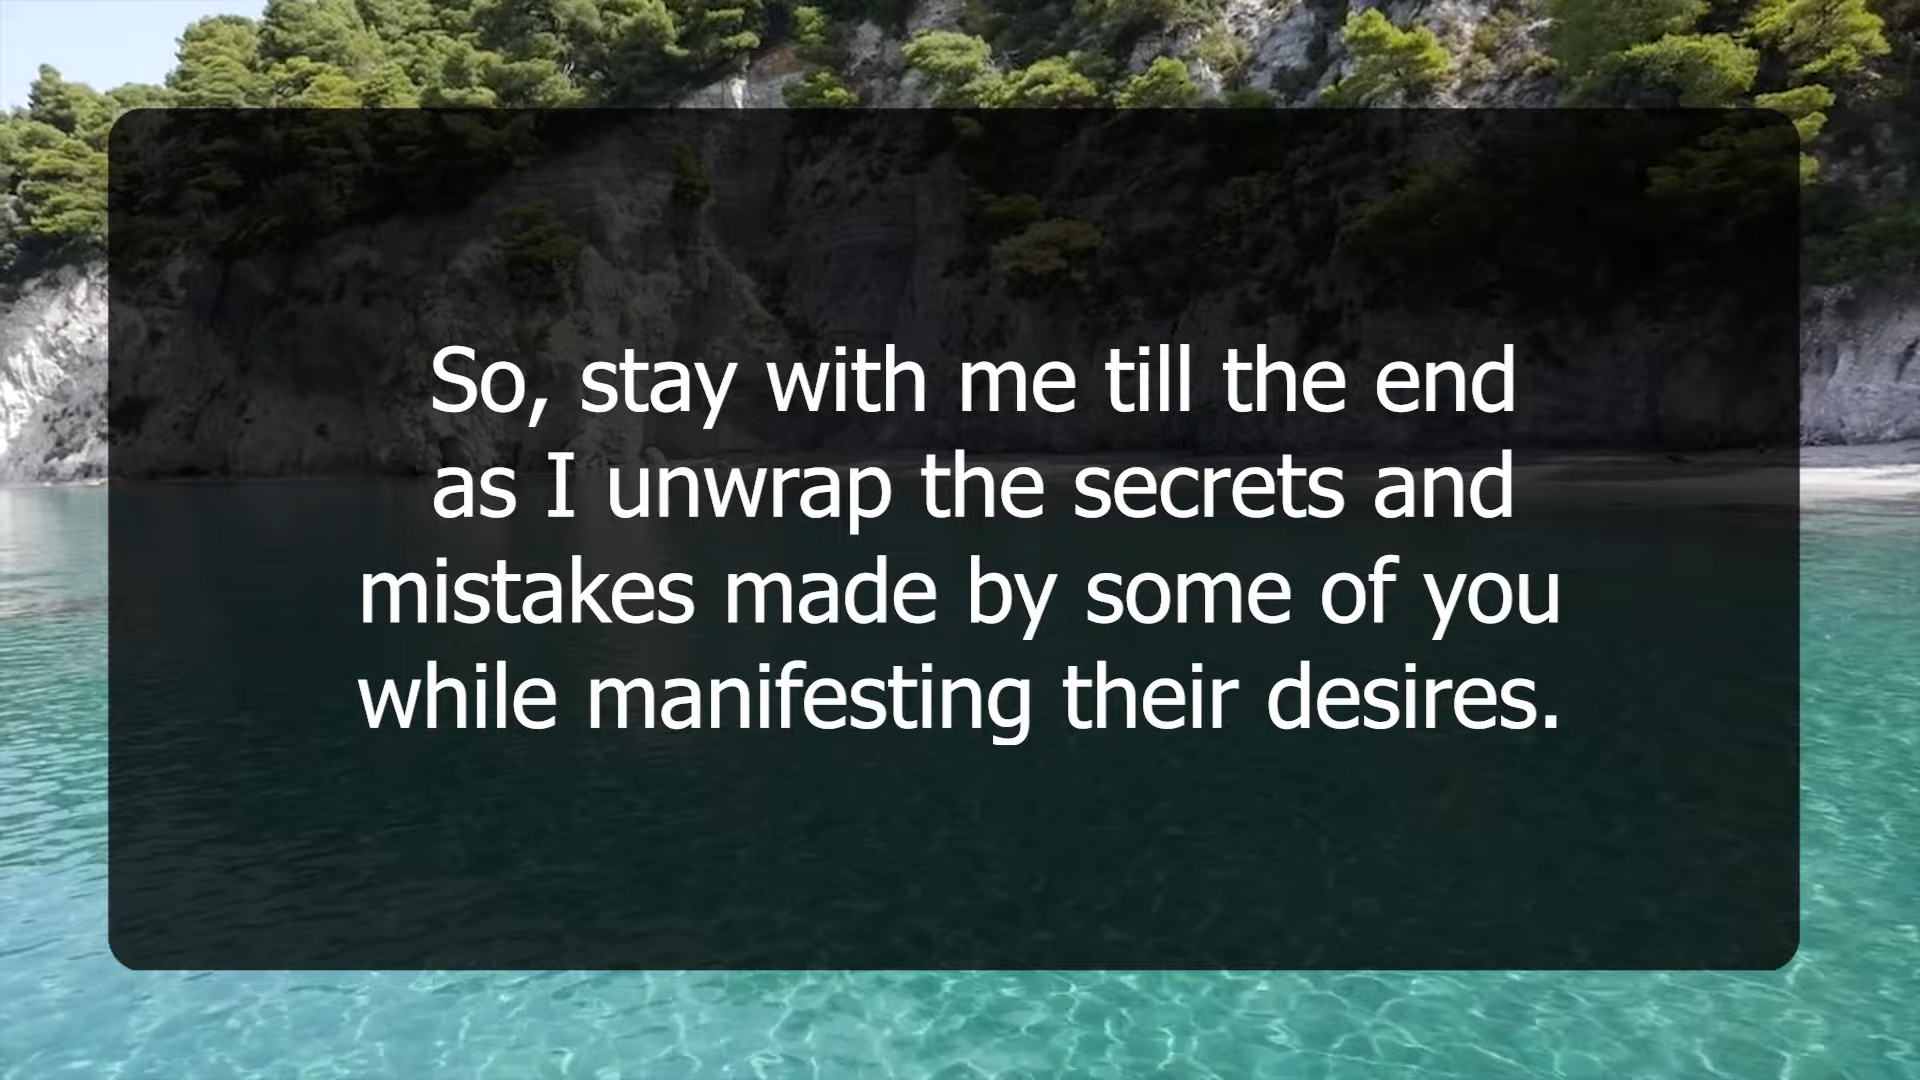 So, stay with me till the end
as I unwrap the secrets and
mistakes made by some of you
while manifesting their desires.